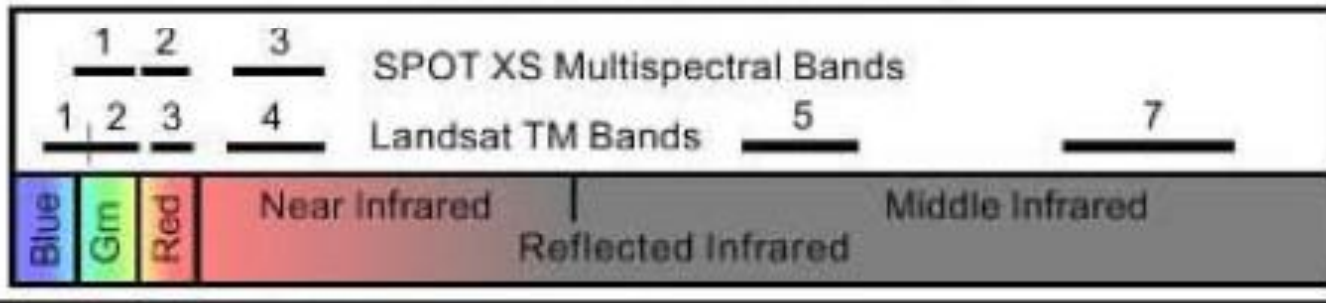 1 2 3 SPOT XS Multispectral Bands
1 2 3 4 Landsat TM Bands 5 7
Blue Grn Red Near Infrared Middle Infrared
Reflected Infrared